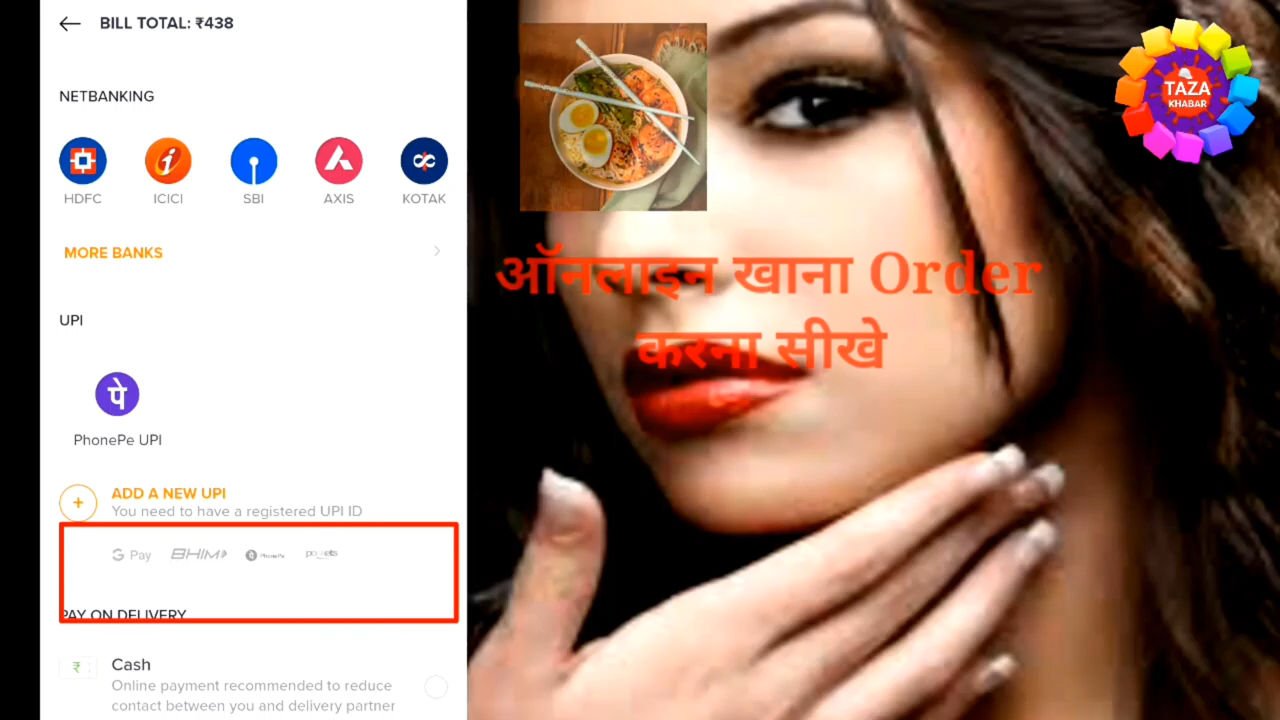 BILL TOTAL: ₹438
NETBANKING
HDFC
ICICI
SBI
AXIS
KOTAK
MORE BANKS
UPI
पे
PhonePe UPI
ADD A NEW UPI
You need to have a registered UPI ID
G Pay
BHIM
PhonePe
pockets
PAY ON DELIVERY
₹
Cash
Online payment recommended to reduce
contact between you and delivery partner
ऑनलाइन खाना Order
करना सीखे
TAZA
KHABAR